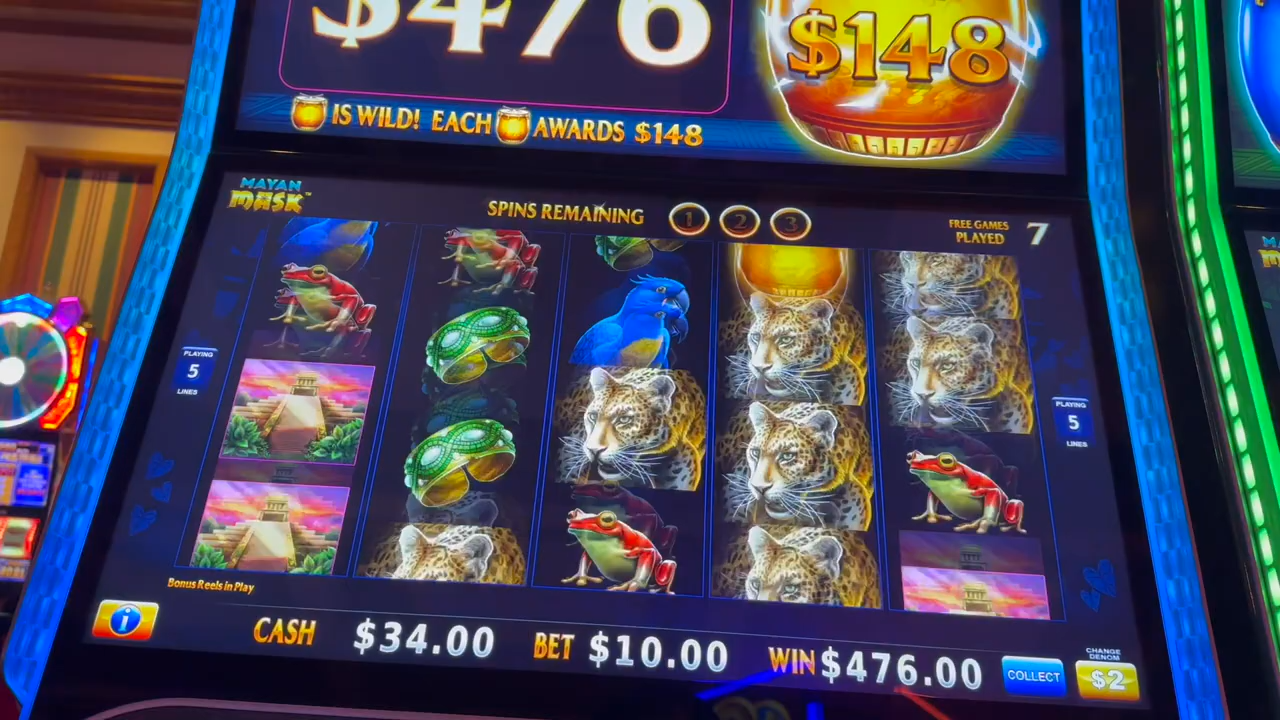 $476
$148
IS WILD! EACH AWARDS $148
MAYAN
MASK™
SPINS REMAINING 1 2 3
FREE GAMES
PLAYED 7
PLAYING
5
LINES
PLAYING
5
LINES
Bonus Reels in Play
CASH $34.00 BET $10.00 WIN $476.00
COLLECT
CHANGE
DENOM
$2